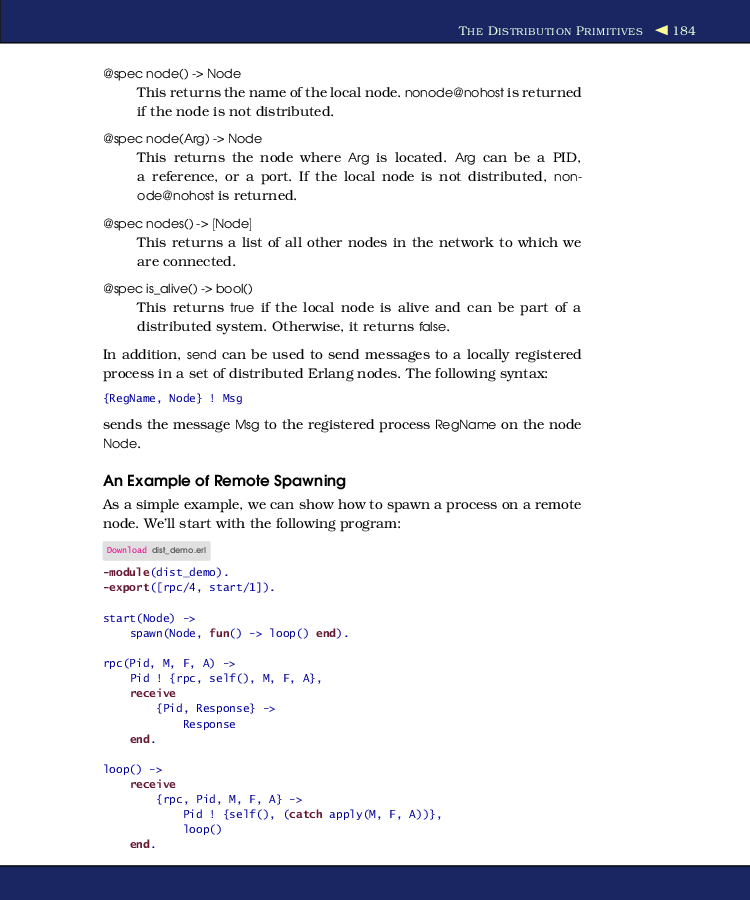 THE DISTRIBUTION PRIMITIVES ◀ 184
@spec node() -> Node
This returns the name of the local node. nonode@nohost is returned
if the node is not distributed.
@spec node(Arg) -> Node
This returns the node where Arg is located. Arg can be a PID,
a reference, or a port. If the local node is not distributed, non-
ode@nohost is returned.
@spec nodes() -> [Node]
This returns a list of all other nodes in the network to which we
are connected.
@spec is_alive() -> bool()
This returns true if the local node is alive and can be part of a
distributed system. Otherwise, it returns false.
In addition, send can be used to send messages to a locally registered
process in a set of distributed Erlang nodes. The following syntax:
{RegName, Node} ! Msg
sends the message Msg to the registered process RegName on the node
Node.
An Example of Remote Spawning
As a simple example, we can show how to spawn a process on a remote
node. We'll start with the following program:
Download dist_demo.erl
-module(dist_demo).
-export([rpc/4, start/1]).
start(Node) ->
    spawn(Node, fun() -> loop() end).
rpc(Pid, M, F, A) ->
    Pid ! {rpc, self(), M, F, A},
    receive
        {Pid, Response} ->
            Response
    end.
loop() ->
    receive
        {rpc, Pid, M, F, A} ->
            Pid ! {self(), (catch apply(M, F, A))},
            loop()
    end.